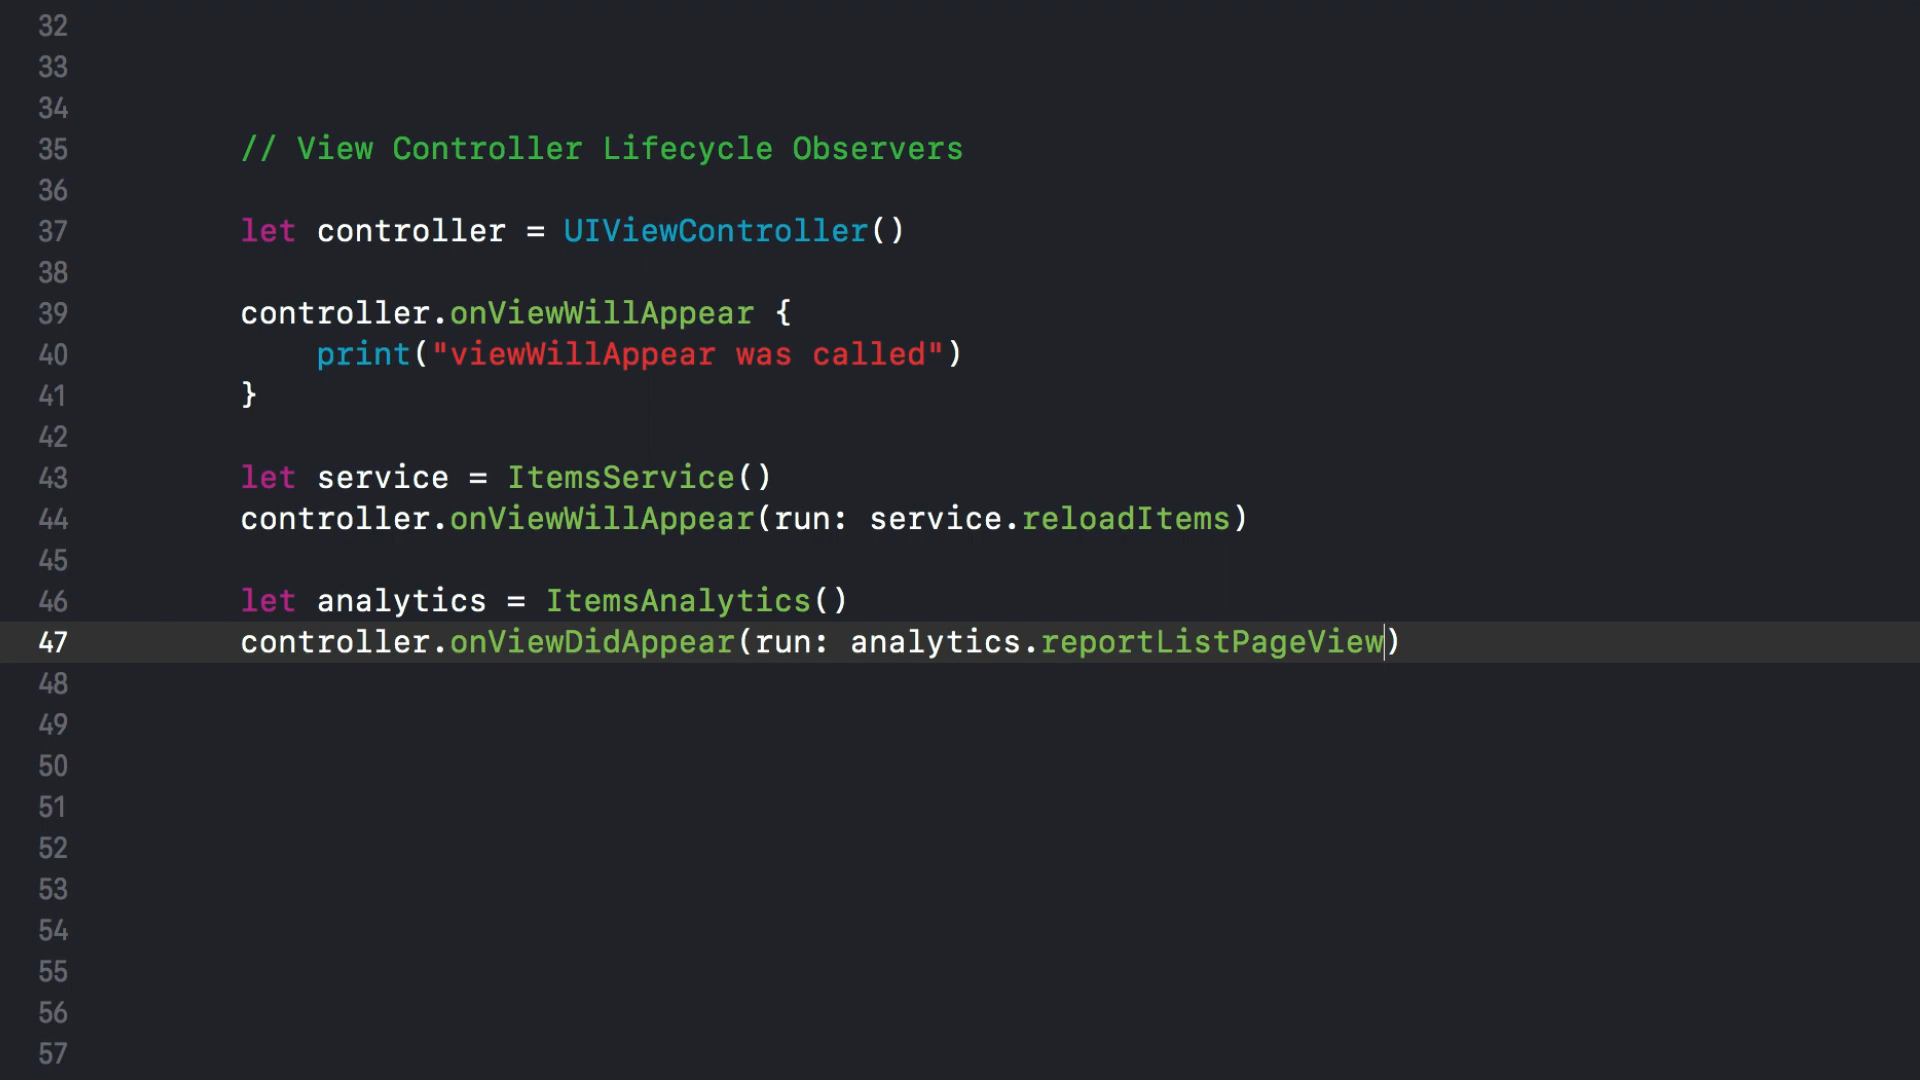 32
33
34
35 // View Controller Lifecycle Observers
36
37 let controller = UIViewController()
38
39 controller.onViewWillAppear {
40 print("viewWillAppear was called")
41 }
42
43 let service = ItemsService()
44 controller.onViewWillAppear(run: service.reloadItems)
45
46 let analytics = ItemsAnalytics()
47 controller.onViewDidAppear(run: analytics.reportListPageView)
48
49
50
51
52
53
54
55
56
57